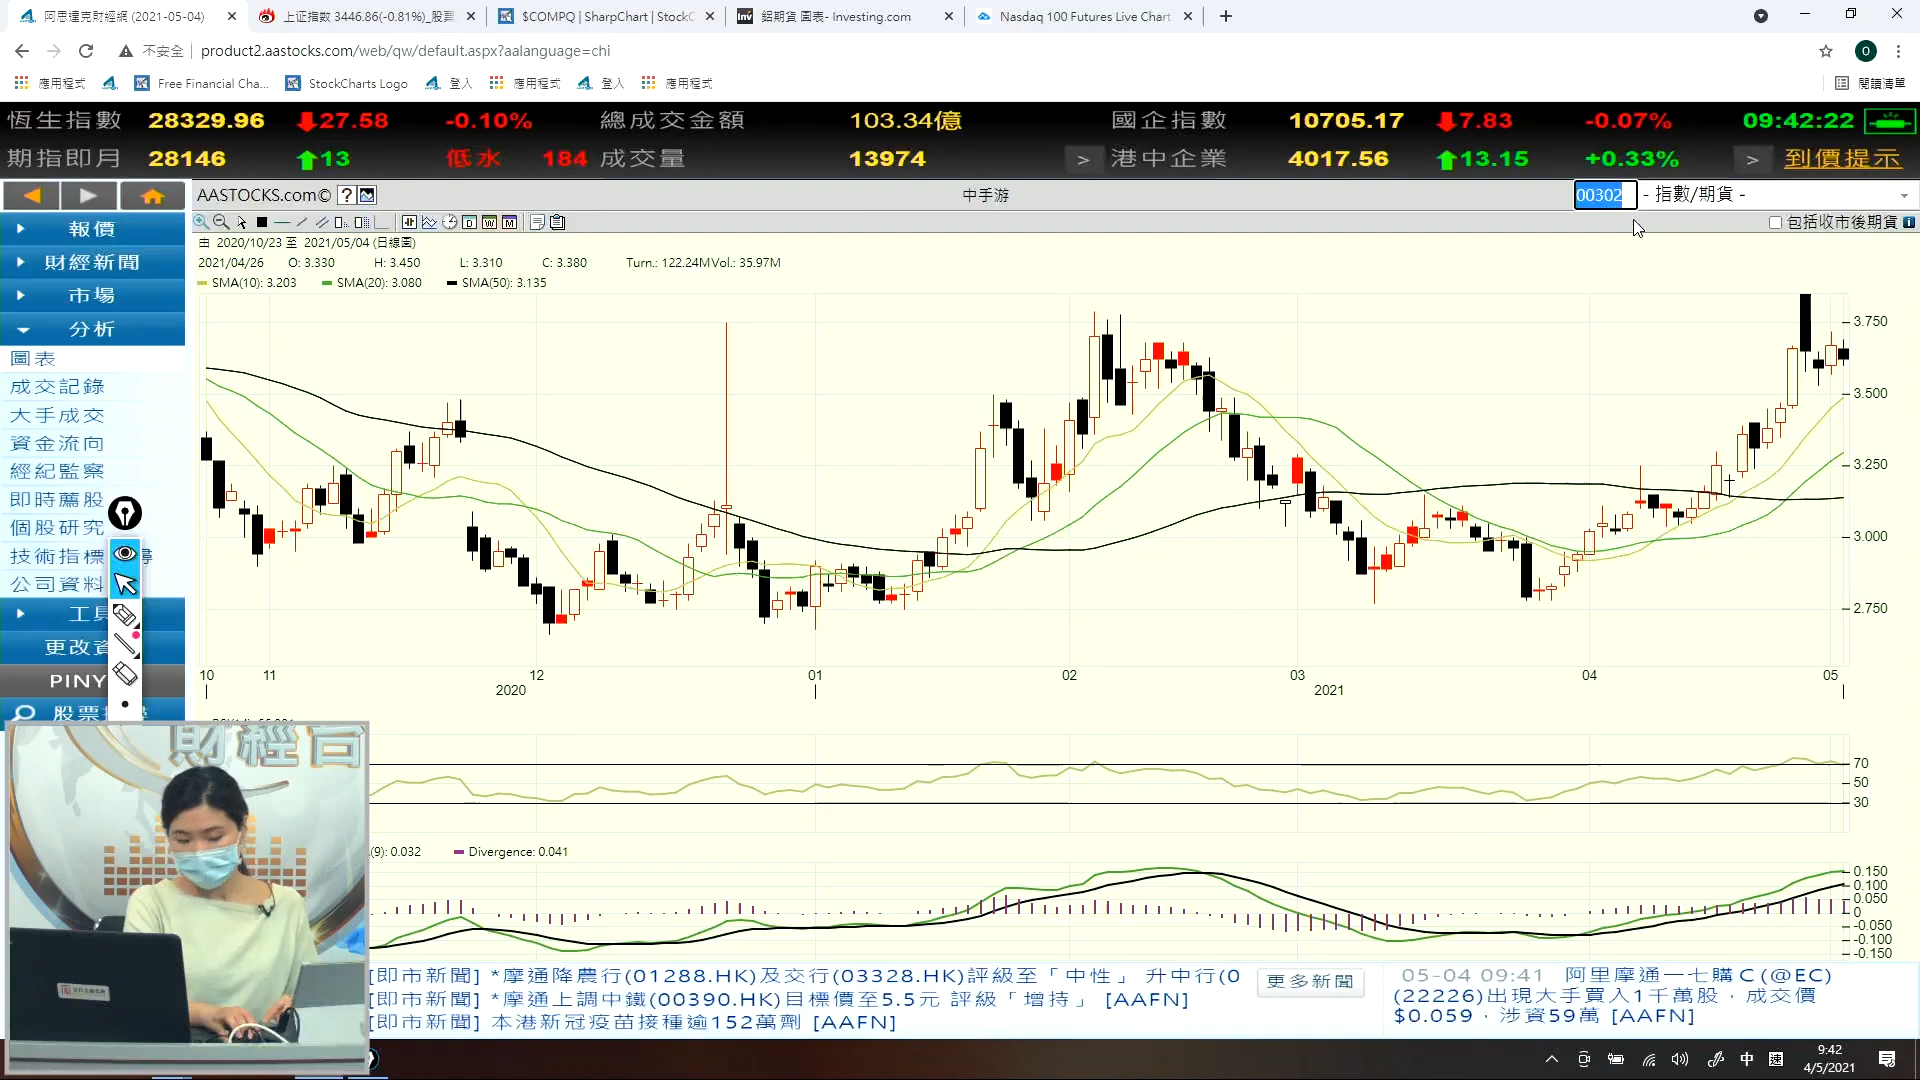 阿思達克財經網 (2021-05-04)
上证指数 3446.86(-0.81%)_股票
$COMPQ | SharpChart | StockC
鋁期貨 圖表- Investing.com
Nasdaq 100 Futures Live Chart
不安全
product2.aastocks.com/web/qw/default.aspx?aalanguage=chi
O
應用程式
Free Financial Cha...
StockCharts Logo
登入
應用程式
登入
應用程式
閱讀清單
恆生指數 28329.96 27.58 -0.10% 總成交金額 103.34億 國企指數 10705.17 7.83 -0.07% 09:42:22
期指即月 28146 13 低水 184 成交量 13974 > 港中企業 4017.56 13.15 +0.33% > 到價提示
AASTOCKS.com© ? 中手游 00302 - 指數/期貨 -
D W M
包括收市後期貨 i
由 2020/10/23 至 2021/05/04 (日線圖)
2021/04/26 O: 3.330 H: 3.450 L: 3.310 C: 3.380 Turn.: 122.24M Vol.: 35.97M
SMA(10): 3.203 SMA(20): 3.080 SMA(50): 3.135
報價
財經新聞
市場
分析
圖表
成交記錄
大手成交
資金流向
經紀監察
即時薦股
個股研究
技術指標
公司資料
工具
更改資
PINY
股票
3.750
3.500
3.250
3.000
2.750
10 11 12 01 02 03 04 05
2020 2021
70
50
30
(9): 0.032 Divergence: 0.041
0.150
0.100
0.050
0
-0.050
-0.100
-0.150
財經台
[即市新聞] *摩通降農行(01288.HK)及交行(03328.HK)評級至「中性」 升中行(0
[即市新聞] *摩通上調中鐵(00390.HK)目標價至5.5元 評級「增持」 [AAFN]
[即市新聞] 本港新冠疫苗接種逾152萬劑 [AAFN]
更多新聞
05-04 09:41 阿里摩通一七購C(@EC)
(22226)出現大手買入1千萬股，成交價
$0.059，涉資59萬 [AAFN]
中
9:42
4/5/2021